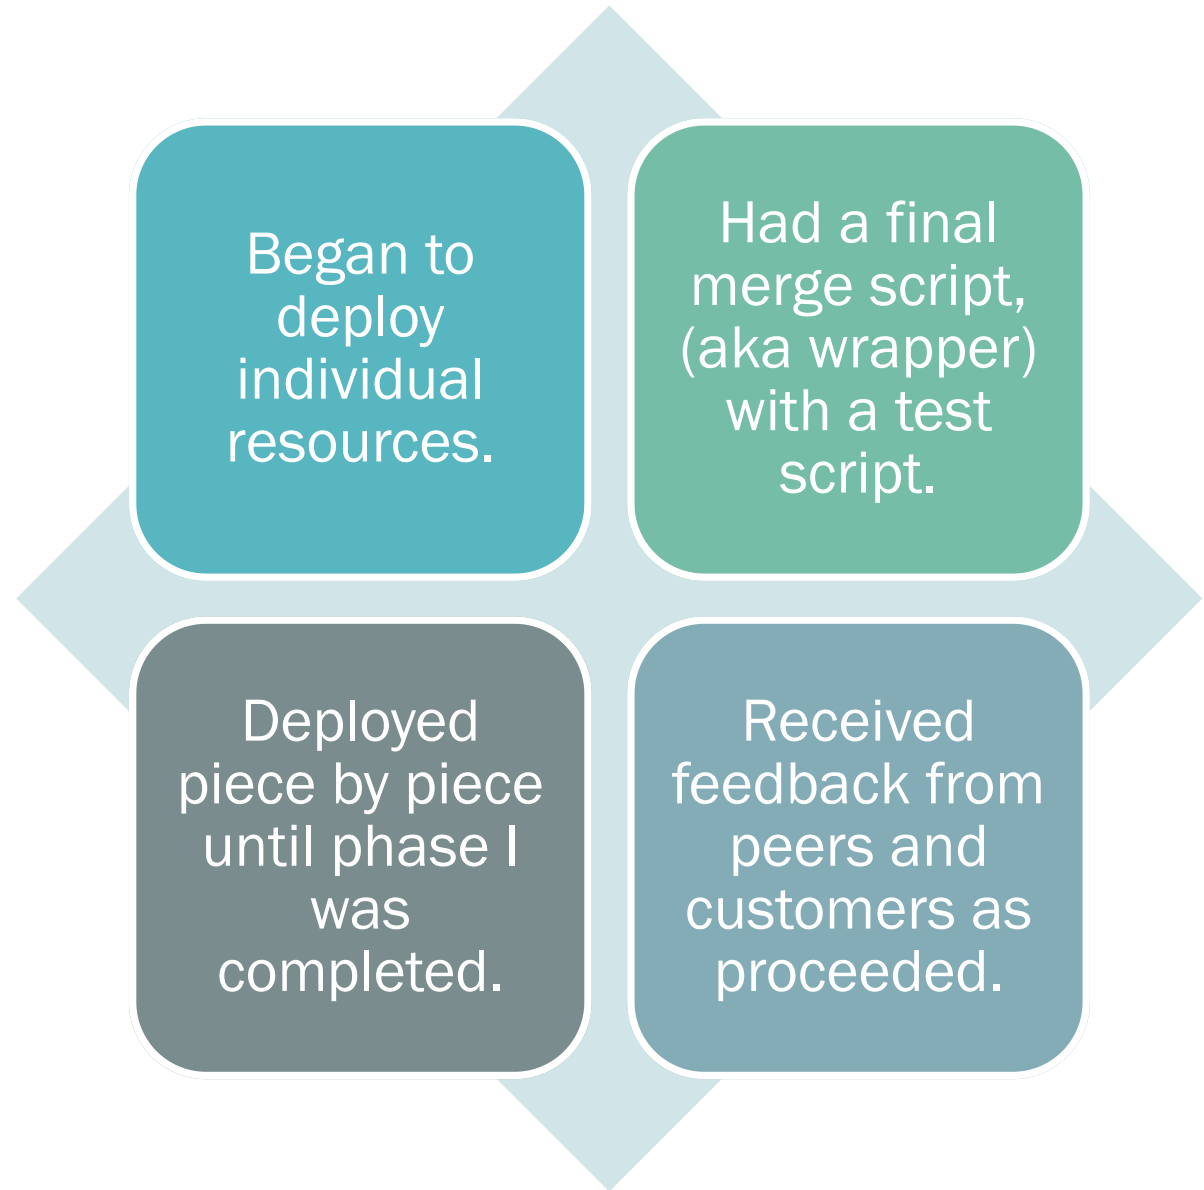 Began to
deploy
individual
resources.
Had a final
merge script,
(aka wrapper)
with a test
script.
Deployed
piece by piece
until phase I
was
completed.
Received
feedback from
peers and
customers as
proceeded.